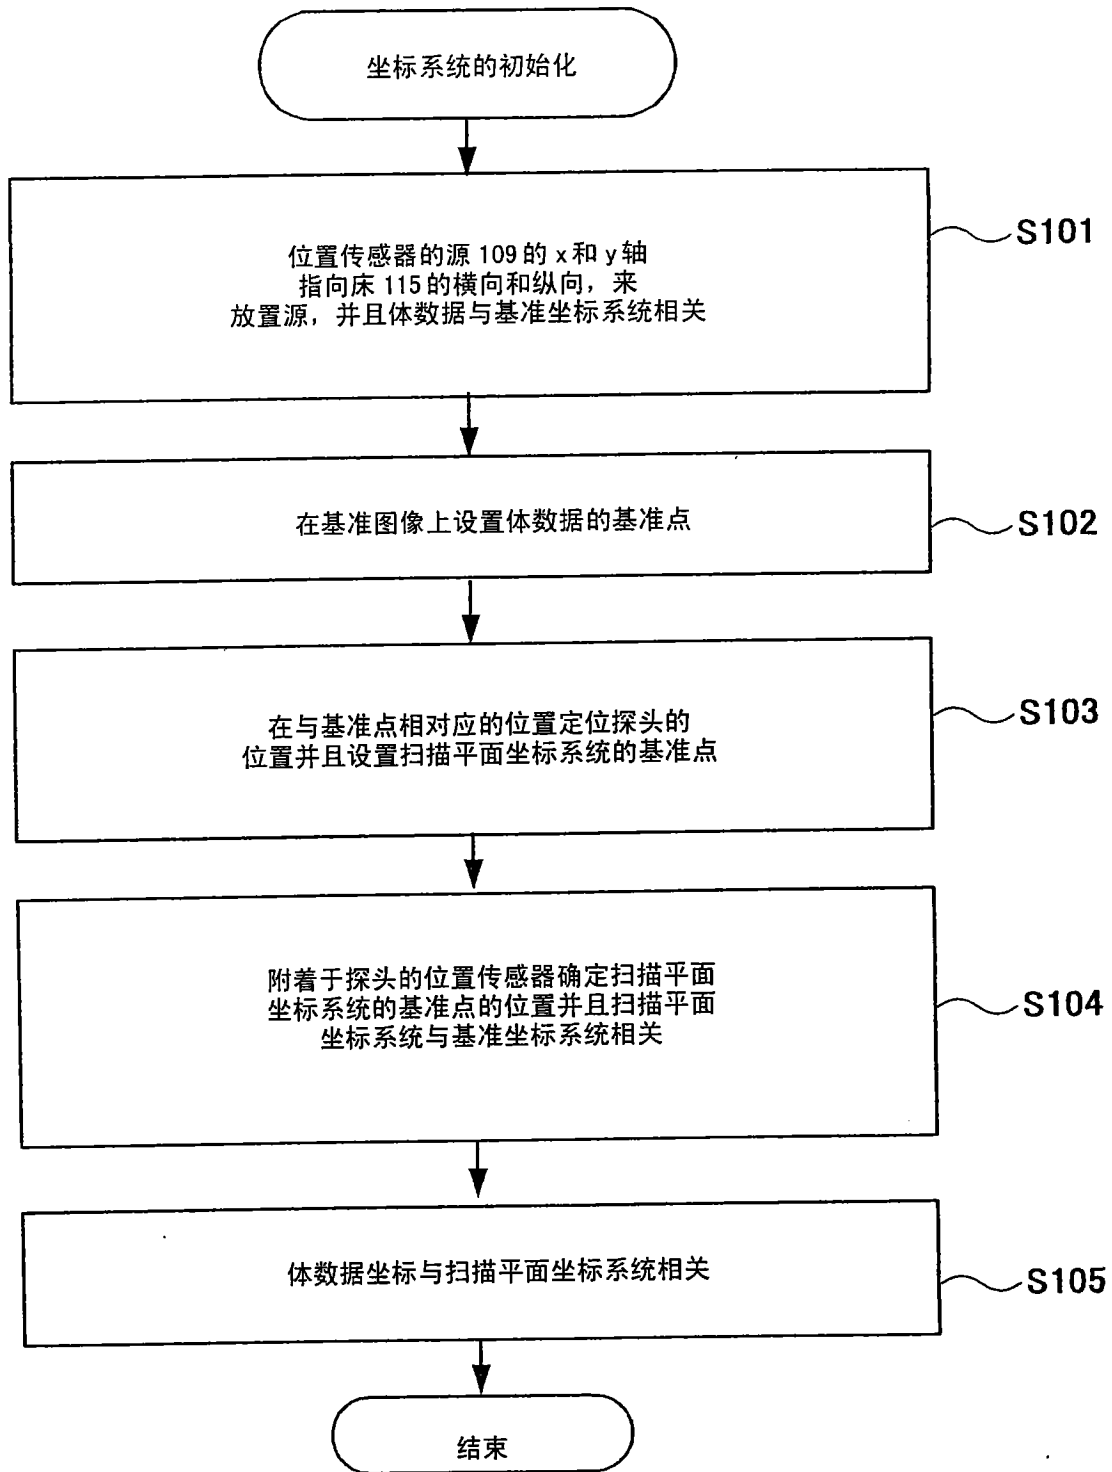 坐标系统的初始化
位置传感器的源 109 的 x 和 y 轴
指向床 115 的横向和纵向，来
放置源，并且体数据与基准坐标系统相关
S101
在基准图像上设置体数据的基准点
S102
在与基准点相对应的位置定位探头的
位置并且设置扫描平面坐标系统的基准点
S103
附着于探头的位置传感器确定扫描平面
坐标系统的基准点的位置并且扫描平面
坐标系统与基准坐标系统相关
S104
体数据坐标与扫描平面坐标系统相关
S105
结束